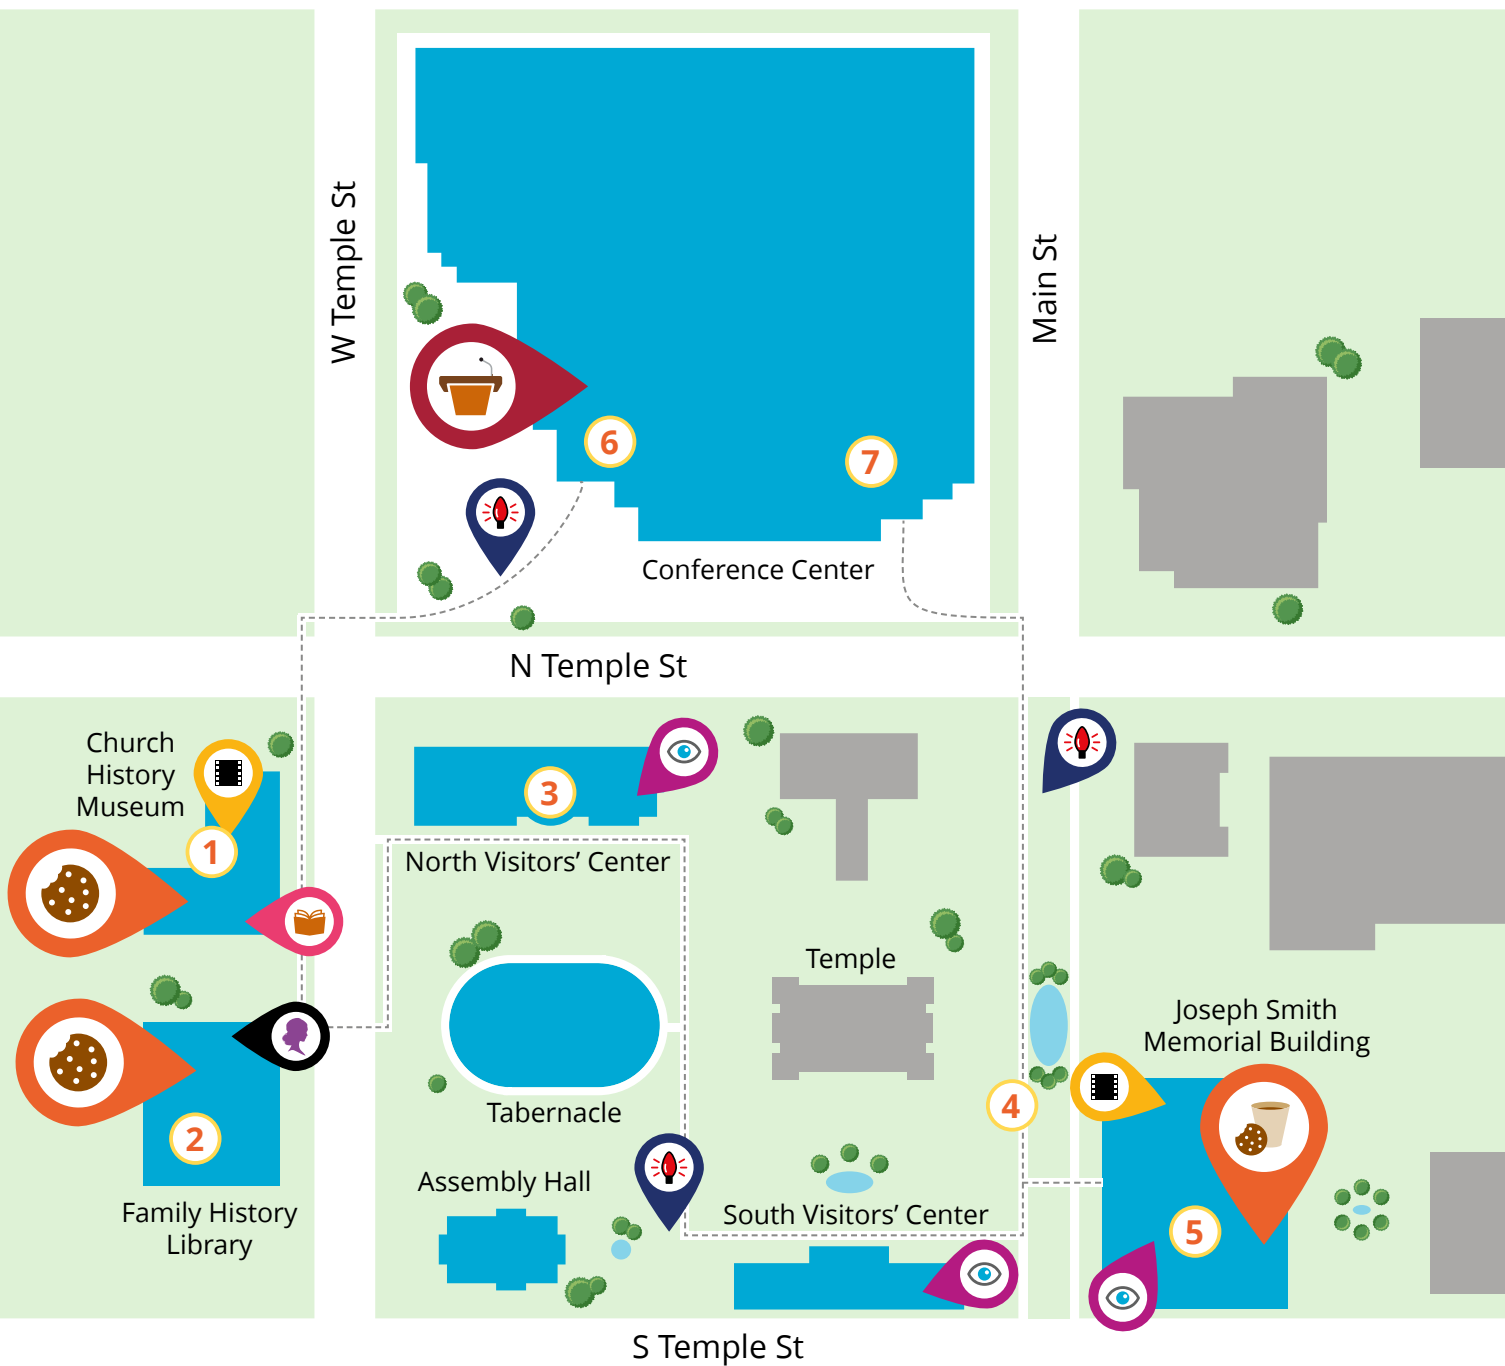 W Temple St
Main St
6
7
Conference Center
N Temple St
Church
History
Museum
1
3
North Visitors’ Center
Temple
Joseph Smith
Memorial Building
4
Tabernacle
2
Assembly Hall
South Visitors’ Center
Family History
Library
5
S Temple St